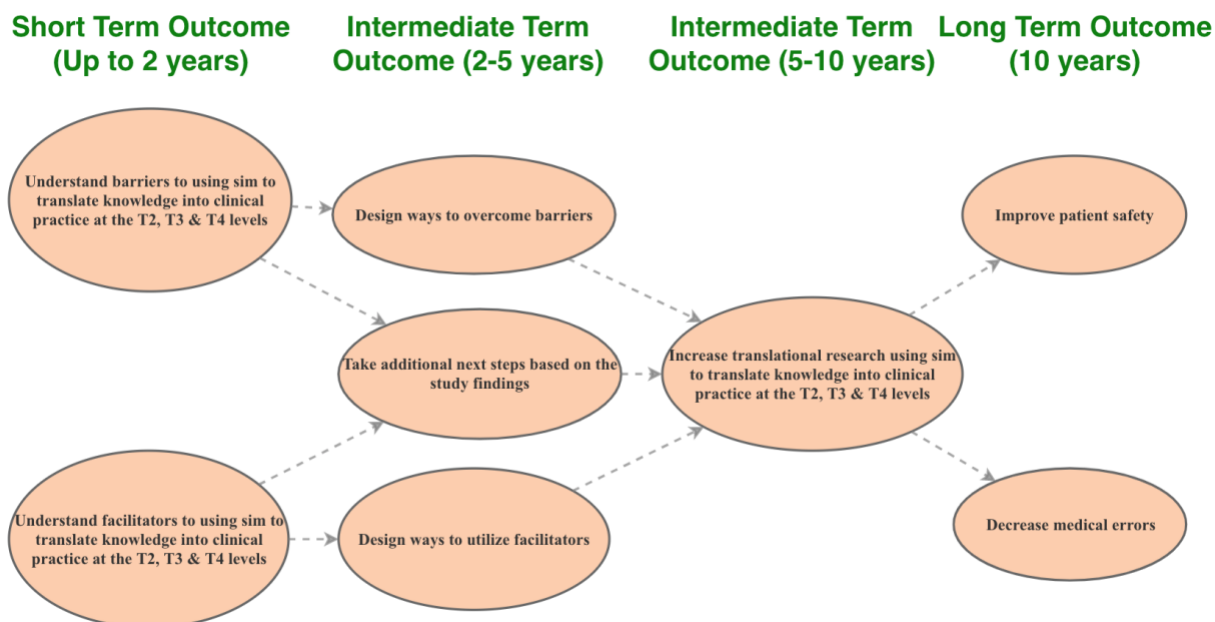 Short Term Outcome
(Up to 2 years)
Intermediate Term
Outcome (2-5 years)
Intermediate Term
Outcome (5-10 years)
Long Term Outcome
(10 years)
Understand barriers to using sim to
translate knowledge into clinical
practice at the T2, T3 & T4 levels
Understand facilitators to using sim to
translate knowledge into clinical
practice at the T2, T3 & T4 levels
Design ways to overcome barriers
Take additional next steps based on the
study findings
Design ways to utilize facilitators
Increase translational research using sim
to translate knowledge into clinical
practice at the T2, T3 & T4 levels
Improve patient safety
Decrease medical errors